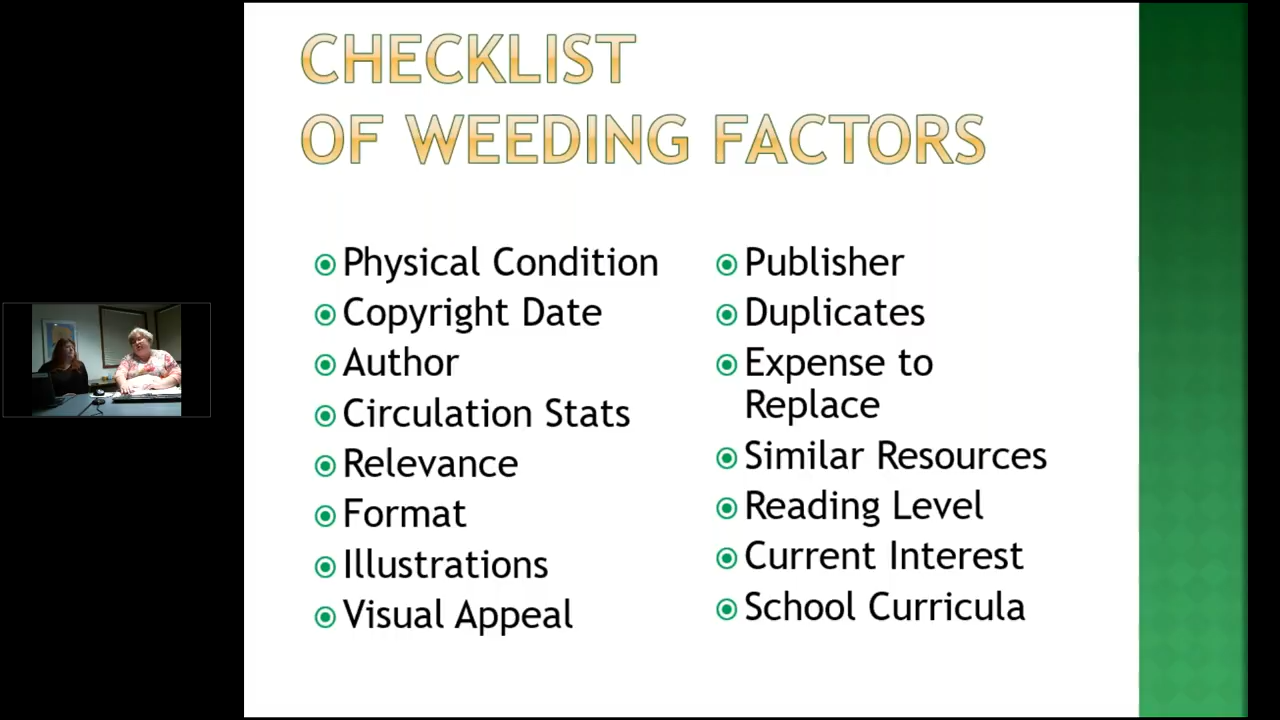 CHECKLIST
OF WEEDING FACTORS
Physical Condition
Copyright Date
Author
Circulation Stats
Relevance
Format
Illustrations
Visual Appeal
Publisher
Duplicates
Expense to
Replace
Similar Resources
Reading Level
Current Interest
School Curricula